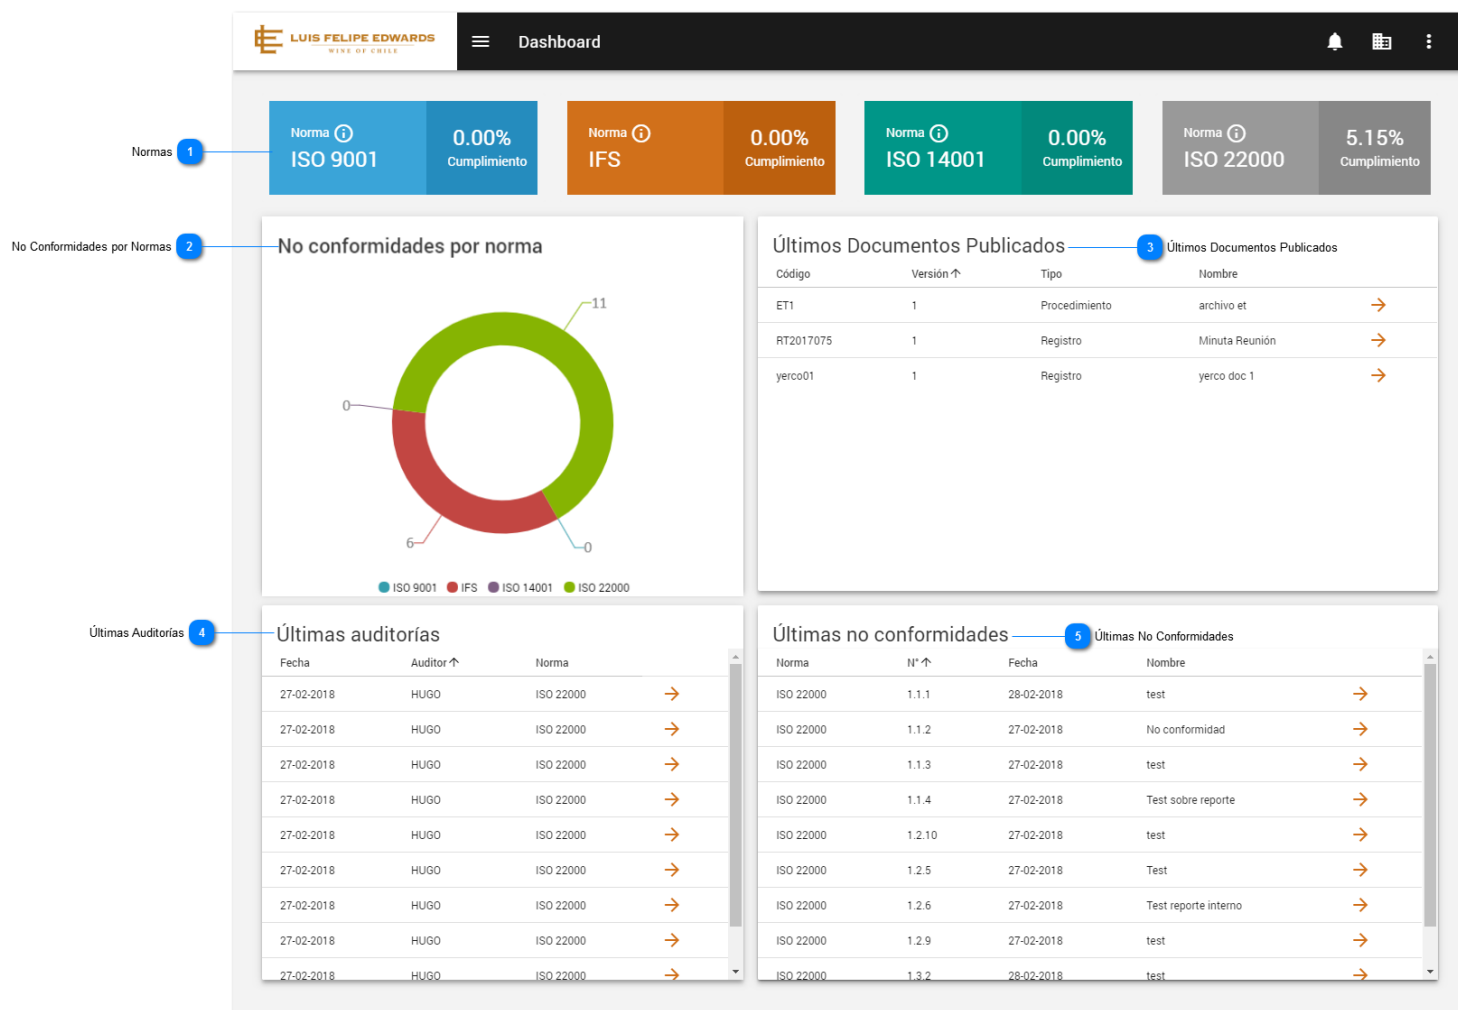 LUIS FELIPE EDWARDS
WINE OF CHILE
Dashboard
Normas 1
Norma
ISO 9001
0.00%
Cumplimiento
Norma
IFS
0.00%
Cumplimiento
Norma
ISO 14001
0.00%
Cumplimiento
Norma
ISO 22000
5.15%
Cumplimiento
No Conformidades por Normas 2
No conformidades por norma
11
0
6
0
ISO 9001 IFS ISO 14001 ISO 22000
Últimos Documentos Publicados 3 Últimos Documentos Publicados
Código Versión Tipo Nombre
ET1 1 Procedimiento archivo et
RT2017075 1 Registro Minuta Reunión
yerco01 1 Registro yerco doc 1
Últimas Auditorías 4
Últimas auditorías
Fecha Auditor Norma
27-02-2018 HUGO ISO 22000
27-02-2018 HUGO ISO 22000
27-02-2018 HUGO ISO 22000
27-02-2018 HUGO ISO 22000
27-02-2018 HUGO ISO 22000
27-02-2018 HUGO ISO 22000
27-02-2018 HUGO ISO 22000
27-02-2018 HUGO ISO 22000
27-02-2018 HUGO ISO 22000
Últimas no conformidades 5 Últimas No Conformidades
Norma N° Fecha Nombre
ISO 22000 1.1.1 28-02-2018 test
ISO 22000 1.1.2 27-02-2018 No conformidad
ISO 22000 1.1.3 27-02-2018 test
ISO 22000 1.1.4 27-02-2018 Test sobre reporte
ISO 22000 1.2.10 27-02-2018 test
ISO 22000 1.2.5 27-02-2018 Test
ISO 22000 1.2.6 27-02-2018 Test reporte interno
ISO 22000 1.2.9 27-02-2018 test
ISO 22000 1.3.2 28-02-2018 test